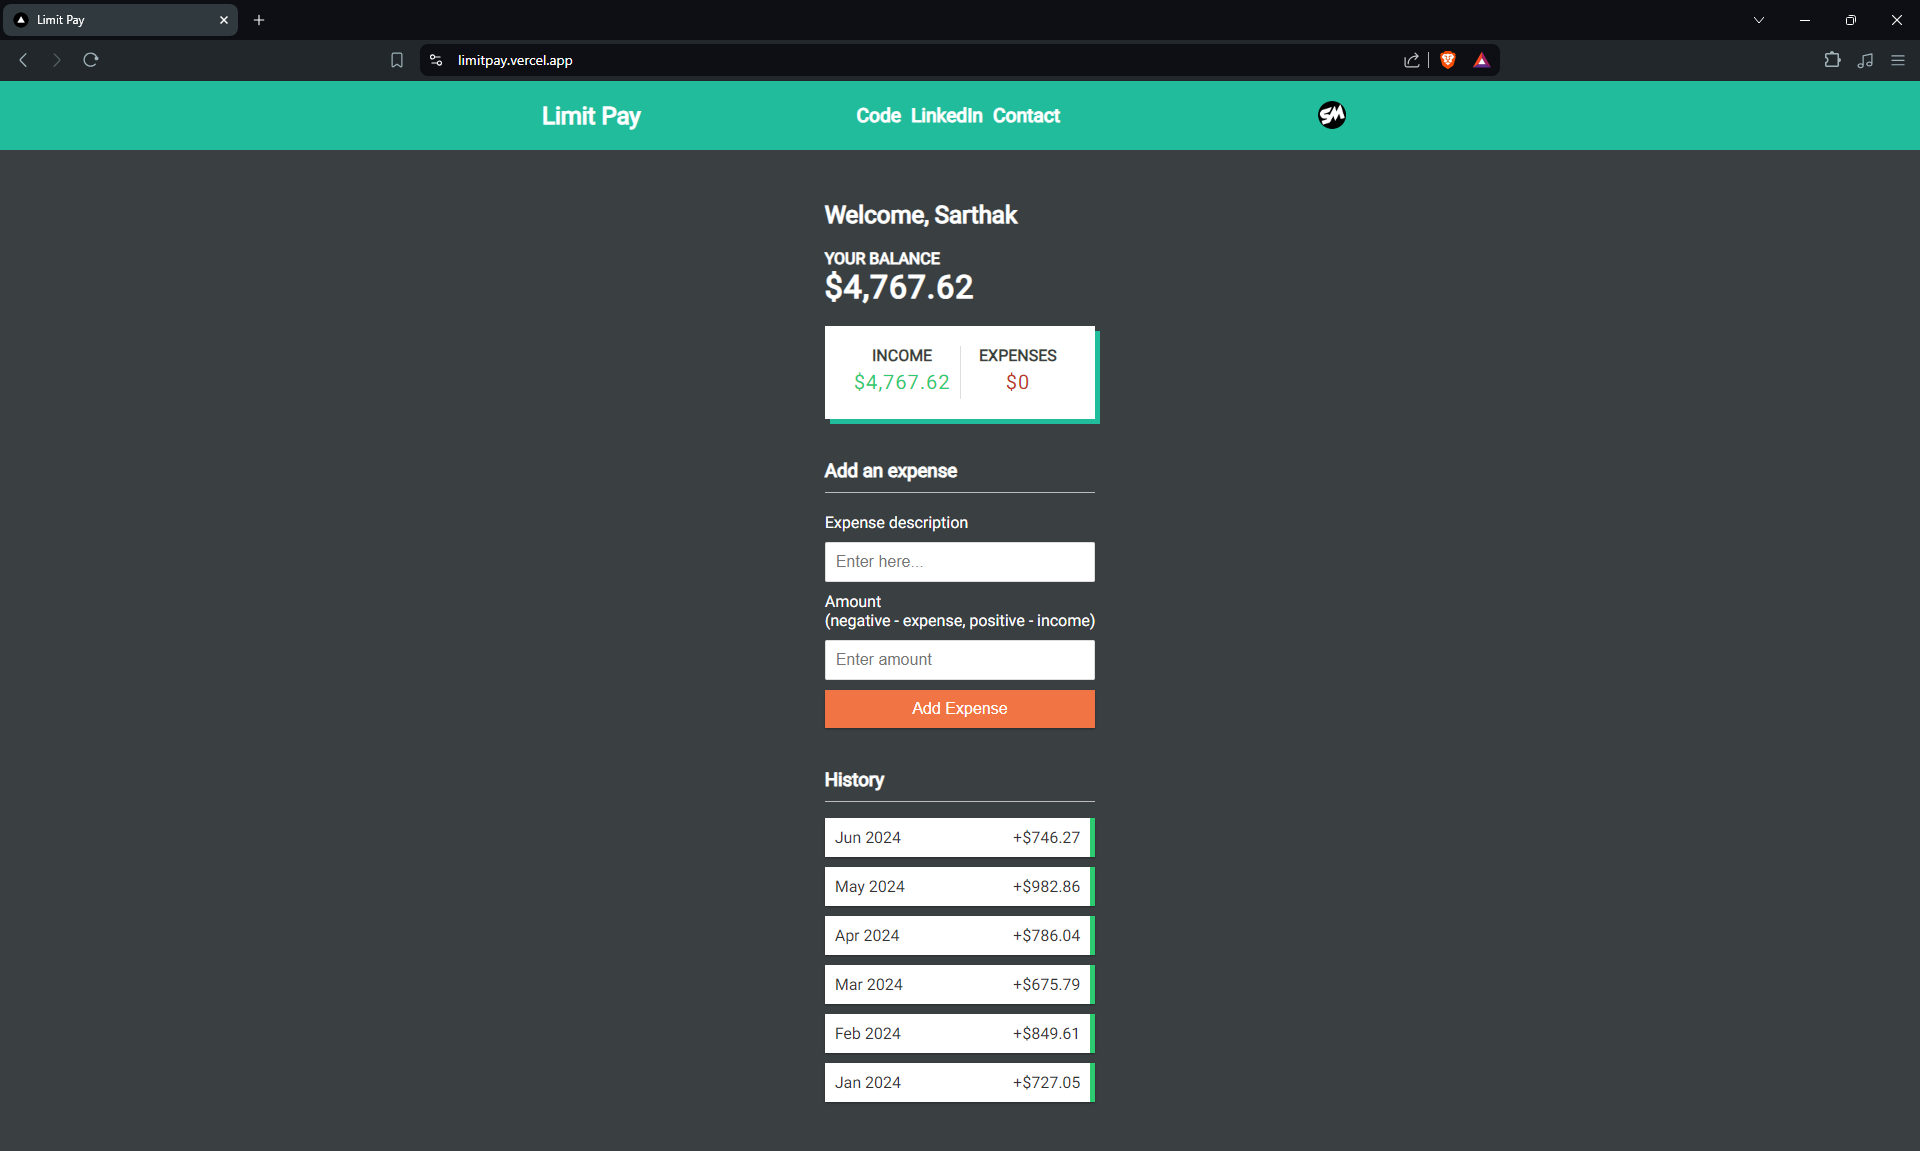 Limit Pay
limitpay.vercel.app
Limit Pay
Code LinkedIn Contact
SM
Welcome, Sarthak
YOUR BALANCE
$4,767.62
INCOME EXPENSES
$4,767.62 $0
Add an expense
Expense description
Enter here...
Amount
(negative - expense, positive - income)
Enter amount
Add Expense
History
Jun 2024 +$746.27
May 2024 +$982.86
Apr 2024 +$786.04
Mar 2024 +$675.79
Feb 2024 +$849.61
Jan 2024 +$727.05